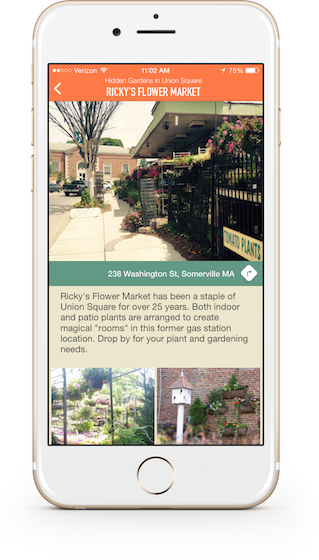 Verizon 11:02 AM 78%
Hidden Gardens in Union Square
RICKY'S FLOWER MARKET
TOMATO PLANTS
238 Washington St, Somerville MA
Ricky's Flower Market has been a staple of
Union Square for over 25 years. Both indoor
and patio plants are arranged to create
magical "rooms" in this former gas station
location. Drop by for your plant and gardening
needs.